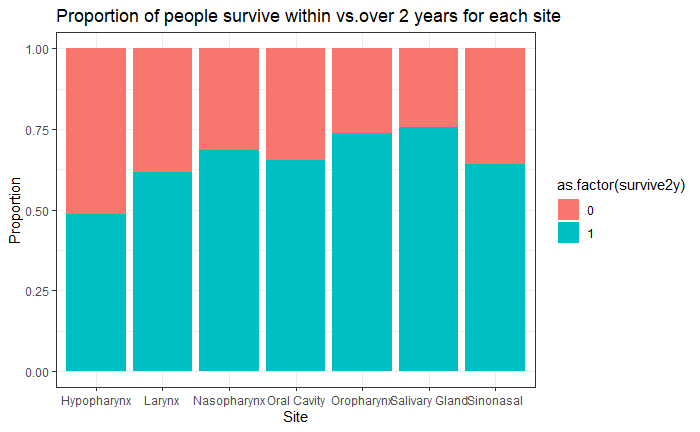 Proportion of people survive within vs.over 2 years for each site
Proportion
1.00
0.75
0.50
0.25
0.00
Hypopharynx Larynx Nasopharynx Oral Cavity Oropharynx Salivary Gland Sinonasal
Site
as.factor(survive2y)
0
1